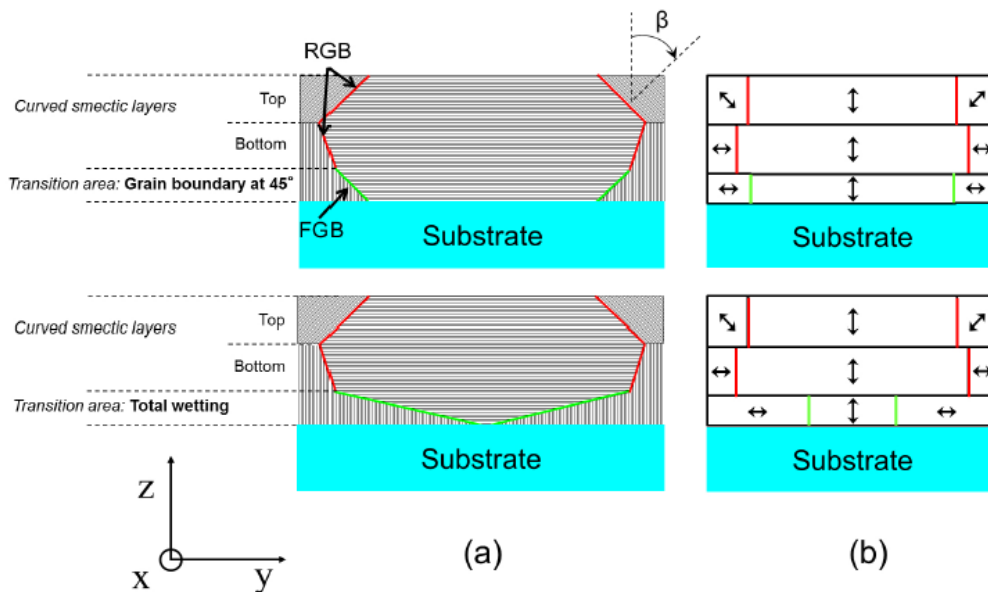 β
RGB
Curved smectic layers
Top
Bottom
Transition area: Grain boundary at 45°
FGB
Substrate
Substrate
Curved smectic layers
Top
Bottom
Transition area: Total wetting
Substrate
Substrate
z
x
y
(a)
(b)